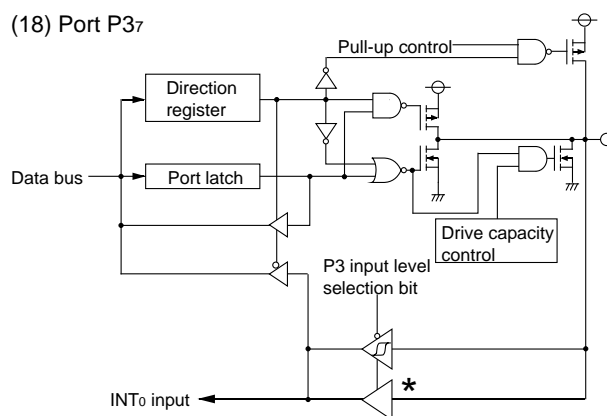 (18) Port P37
Pull-up control
Direction
register
Data bus
Port latch
Drive capacity
control
P3 input level
selection bit
*
INT0 input